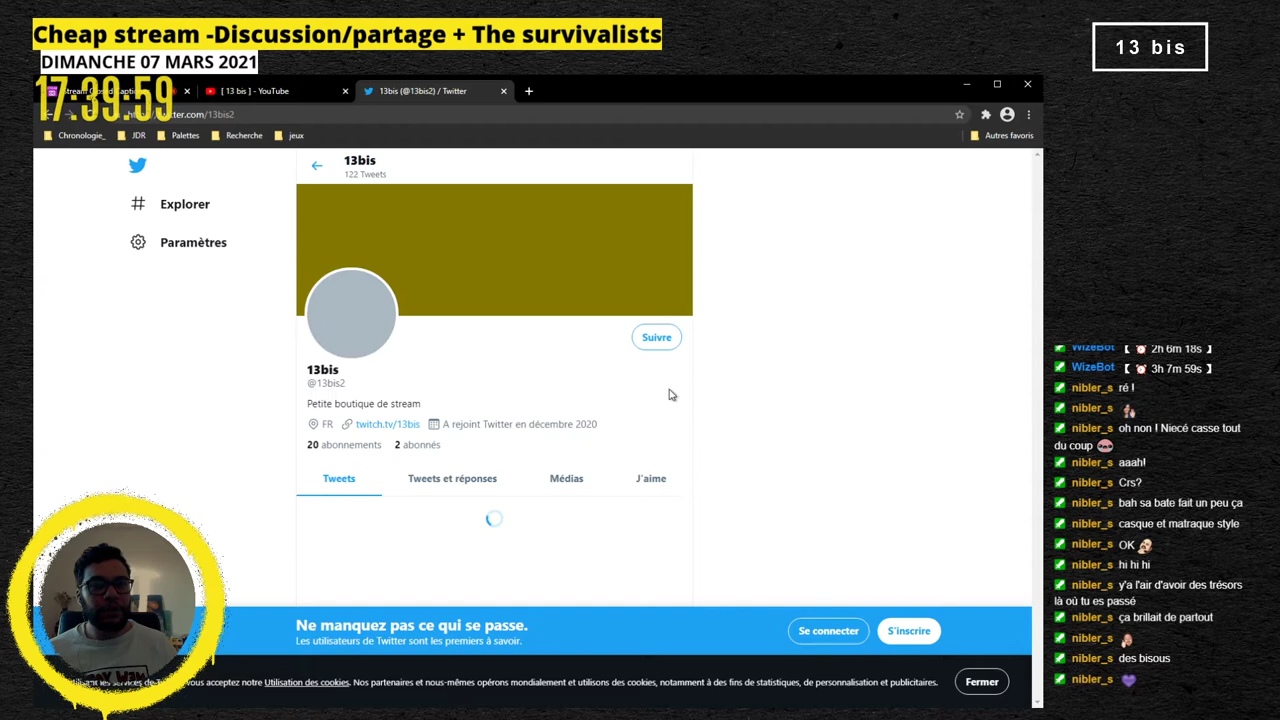 Cheap stream -Discussion/partage + The survivalists
DIMANCHE 07 MARS 2021
17:39:59
13 bis
[ 13 bis ] - YouTube
13bis (@13bis2) / Twitter
.com/13bis2
Chronologie_
JDR
Palettes
Recherche
jeux
Autres favoris
13bis
122 Tweets
Explorer
Paramètres
Suivre
13bis
@13bis2
Petite boutique de stream
FR twitch.tv/13bis A rejoint Twitter en décembre 2020
20 abonnements 2 abonnés
Tweets
Tweets et réponses
Médias
J'aime
Ne manquez pas ce qui se passe.
Les utilisateurs de Twitter sont les premiers à savoir.
Se connecter
S'inscrire
les services de Twitter, vous acceptez notre Utilisation des cookies. Nos partenaires et nous-mêmes opérons mondialement et utilisons des cookies, notamment à des fins de statistiques, de personnalisation et publicitaires.
Fermer
WizeBot 【 ⏰ 2h 6m 18s 】
WizeBot 【 ⏰ 3h 7m 59s 】
nibler_s ré !
nibler_s
nibler_s oh non ! Niecé casse tout
du coup
nibler_s aaah!
nibler_s Crs?
nibler_s bah sa bate fait un peu ça
nibler_s casque et matraque style
nibler_s OK
nibler_s hi hi hi
nibler_s y'a l'air d'avoir des trésors
là où tu es passé
nibler_s ça brillait de partout
nibler_s
nibler_s des bisous
nibler_s 💜